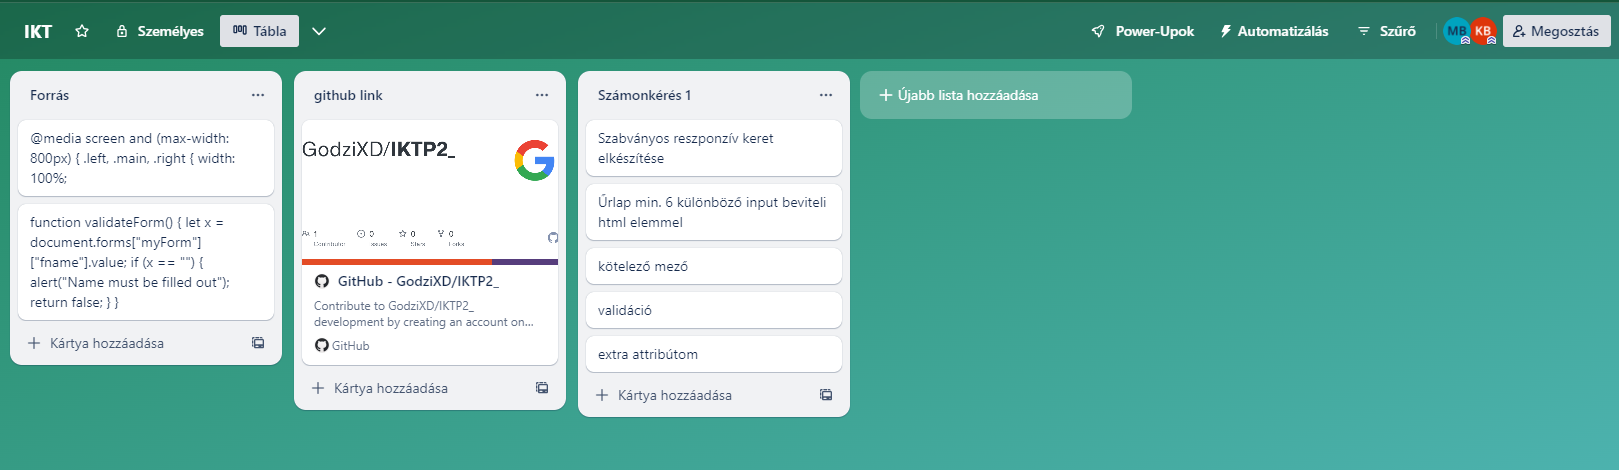 IKT
Személyes
Tábla
Power-Upok
Automatizálás
Szűrő
MB
KB
Megosztás
Forrás
@media screen and (max-width:
800px) { .left, .main, .right { width:
100%;
function validateForm() { let x =
document.forms["myForm"]
["fname"].value; if (x == "") {
alert("Name must be filled out");
return false; } }
Kártya hozzáadása
github link
GodziXD/IKTP2_
1
Contributor
0
Issues
0
Stars
0
Forks
GitHub - GodziXD/IKTP2_
Contribute to GodziXD/IKTP2_
development by creating an account on...
GitHub
Kártya hozzáadása
Számonkérés 1
Szabványos reszponzív keret
elkészítése
Űrlap min. 6 különböző input beviteli
html elemmel
kötelező mező
validáció
extra attribútom
Kártya hozzáadása
Újabb lista hozzáadása